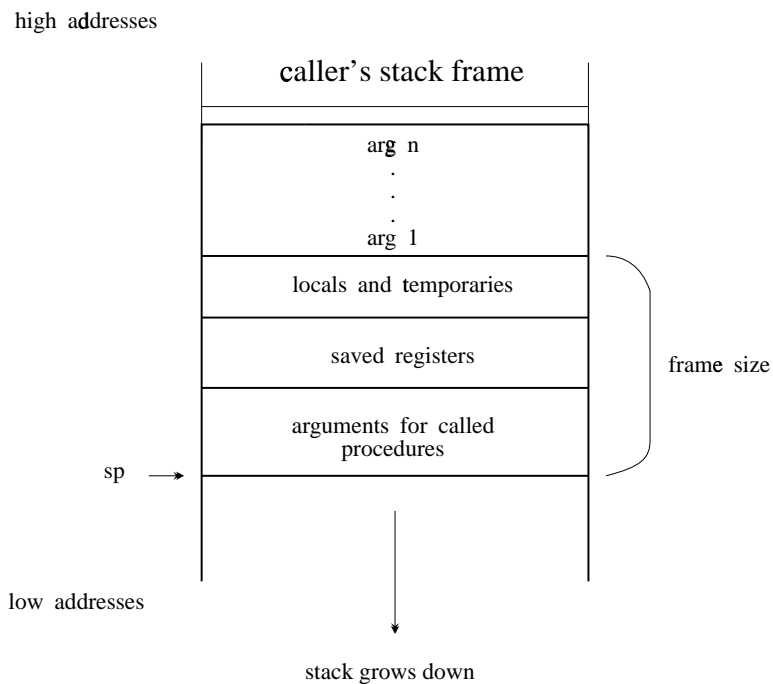 high addresses
caller's stack frame
arg n
.
.
.
arg 1
locals and temporaries
saved registers
frame size
arguments for called
procedures
sp
low addresses
stack grows down